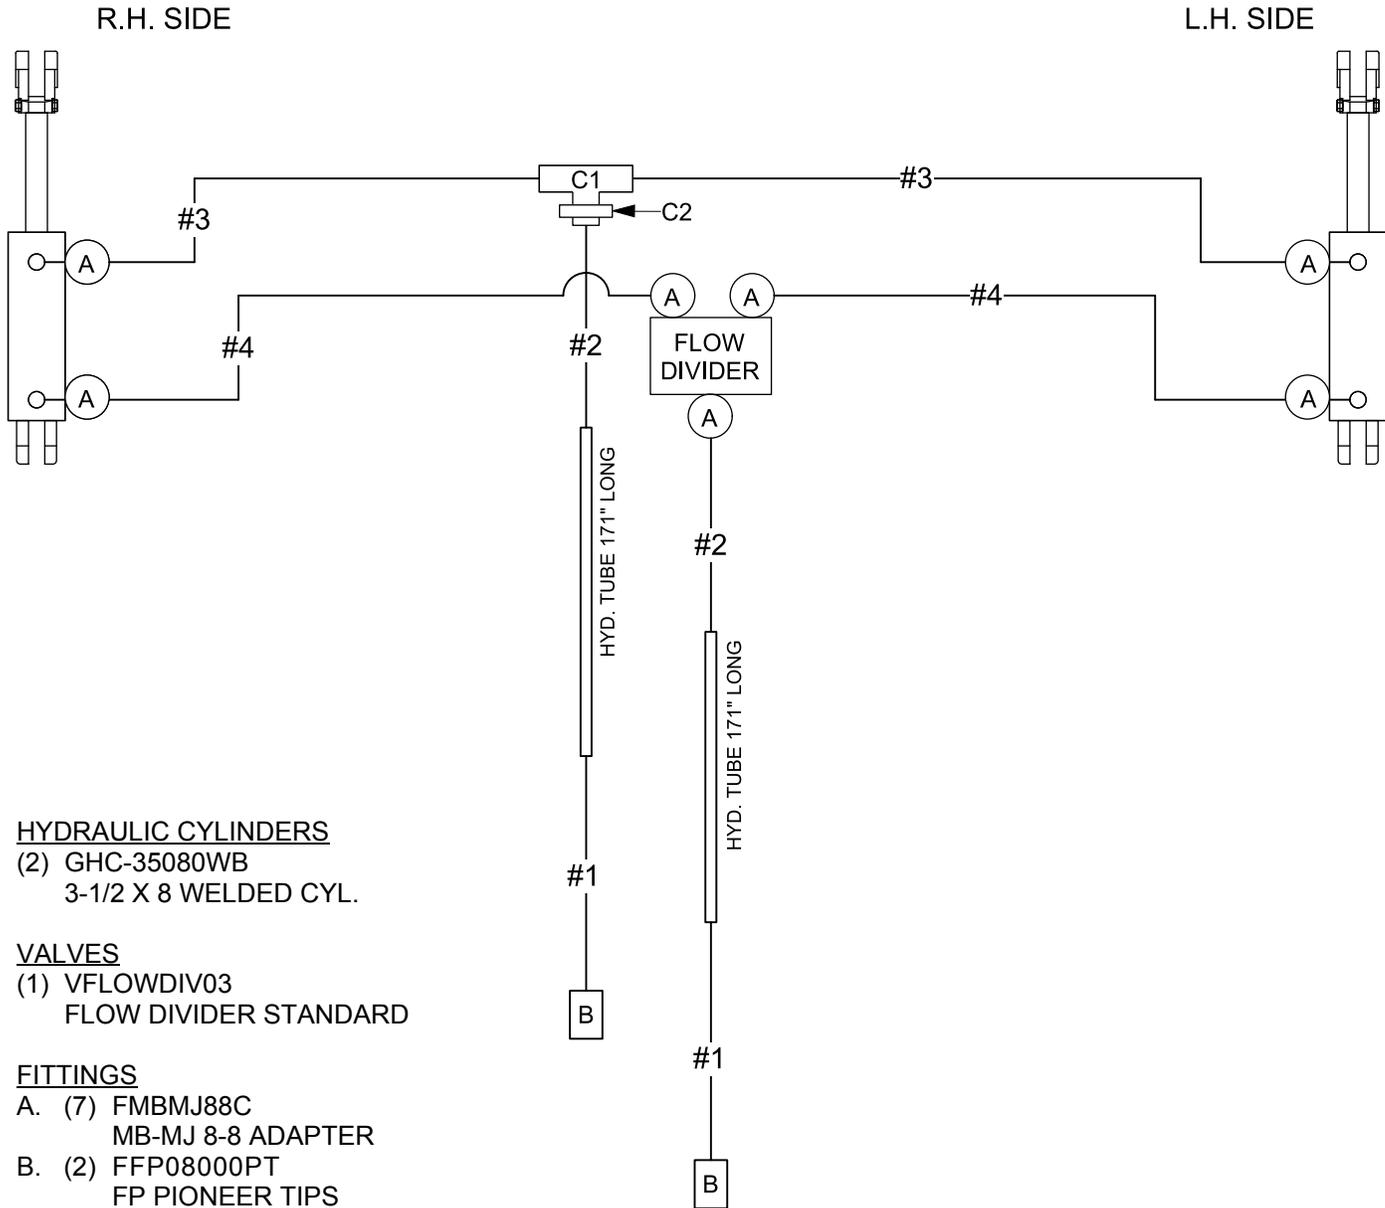 R.H. SIDE
L.H. SIDE
C1
#3
C2
#3
A
A
A
A
#4
#4
#2
FLOW
DIVIDER
A
A
A
HYD. TUBE 171" LONG
#2
HYD. TUBE 171" LONG
HYDRAULIC CYLINDERS
(2) GHC-35080WB
3-1/2 X 8 WELDED CYL.
#1
VALVES
(1) VFLOWDIV03
FLOW DIVIDER STANDARD
B
#1
FITTINGS
A. (7) FMBMJ88C
MB-MJ 8-8 ADAPTER
B. (2) FFP08000PT
FP PIONEER TIPS
B